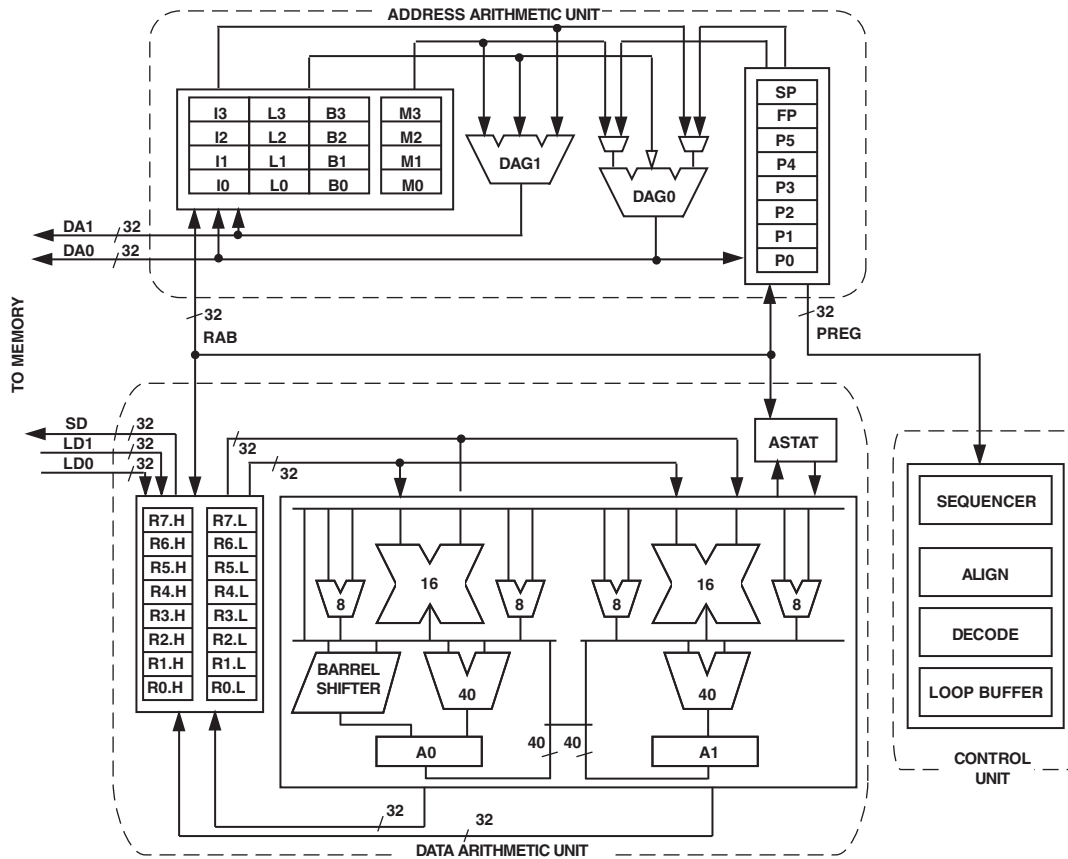 ADDRESS ARITHMETIC UNIT
I3 L3 B3 M3
I2 L2 B2 M2
I1 L1 B1 M1
I0 L0 B0 M0
DAG1
DAG0
SP
FP
P5
P4
P3
P2
P1
P0
DA1 32
DA0 32
TO MEMORY
32
RAB
32
PREG
SD 32
LD1 32
LD0 32
32
32
ASTAT
R7.H R7.L
R6.H R6.L
R5.H R5.L
R4.H R4.L
R3.H R3.L
R2.H R2.L
R1.H R1.L
R0.H R0.L
8 16 8 8 16 8
BARREL
SHIFTER
40
40
A0
40 40
A1
32
32
DATA ARITHMETIC UNIT
SEQUENCER
ALIGN
DECODE
LOOP BUFFER
CONTROL
UNIT